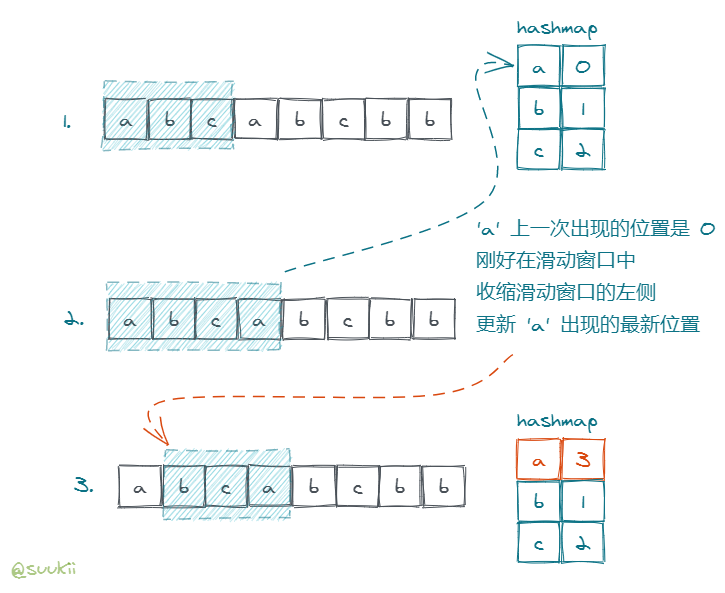 hashmap
a 0
1. a b c a b c b b
b 1
c 2
'a' 上一次出现的位置是 0
刚好在滑动窗口中
收缩滑动窗口的左侧
2. a b c a b c b b
更新 'a' 出现的最新位置
hashmap
a 3
3. a b c a b c b b
b 1
c 2
@suukii